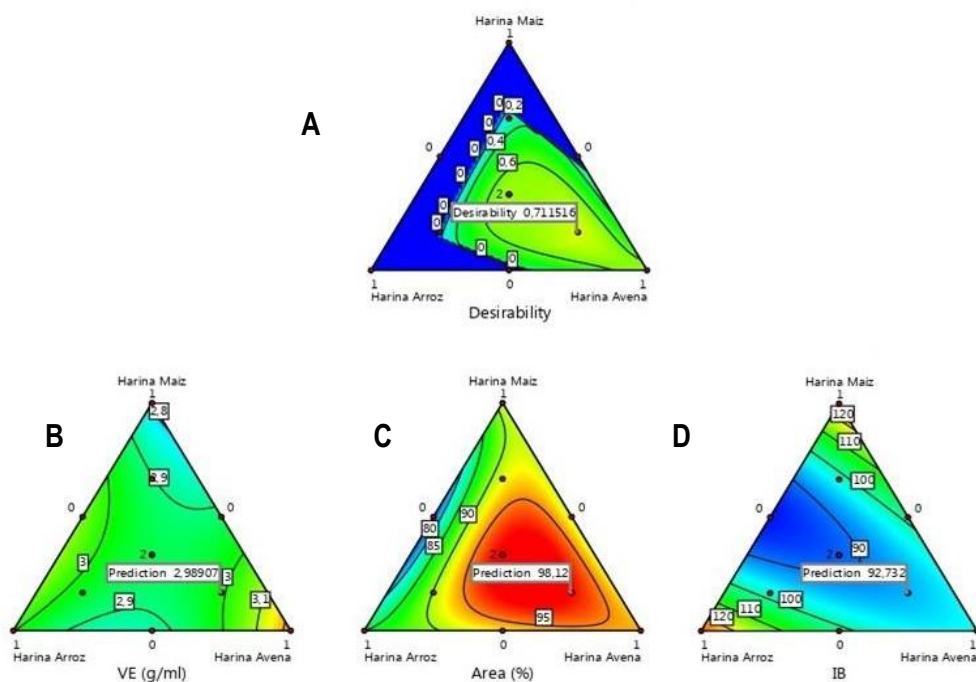 Harina Maiz
1
A
0
0,2
0
0
0,4
0
0
0
0,6
0
2
0
Desirability 0,711516
0
0
0
1
0
1
Harina Arroz
Harina Avena
Desirability
Harina Maiz
1
2,8
B
2,9
0
0
2
3
Prediction 2,98907
3
2,9
3,1
1
0
1
Harina Arroz
Harina Avena
VE (g/ml)
Harina Maiz
1
C
0
90
0
80
85
2
Prediction 98,12
95
1
0
1
Harina Arroz
Harina Avena
Area (%)
Harina Maiz
1
120
D
110
100
0
0
2
90
Prediction 92,732
100
110
120
1
0
1
Harina Arroz
Harina Avena
IB